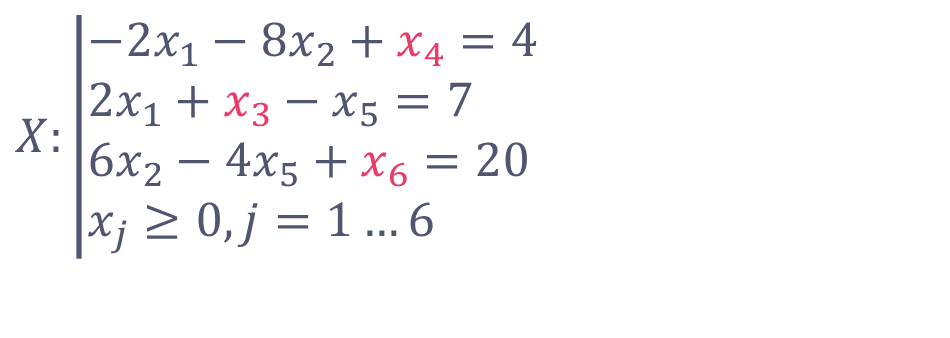 X:
−2x₁ − 8x₂ + x₄ = 4
2x₁ + x₃ − x₅ = 7
6x₂ − 4x₅ + x₆ = 20
xⱼ ≥ 0, j = 1 … 6